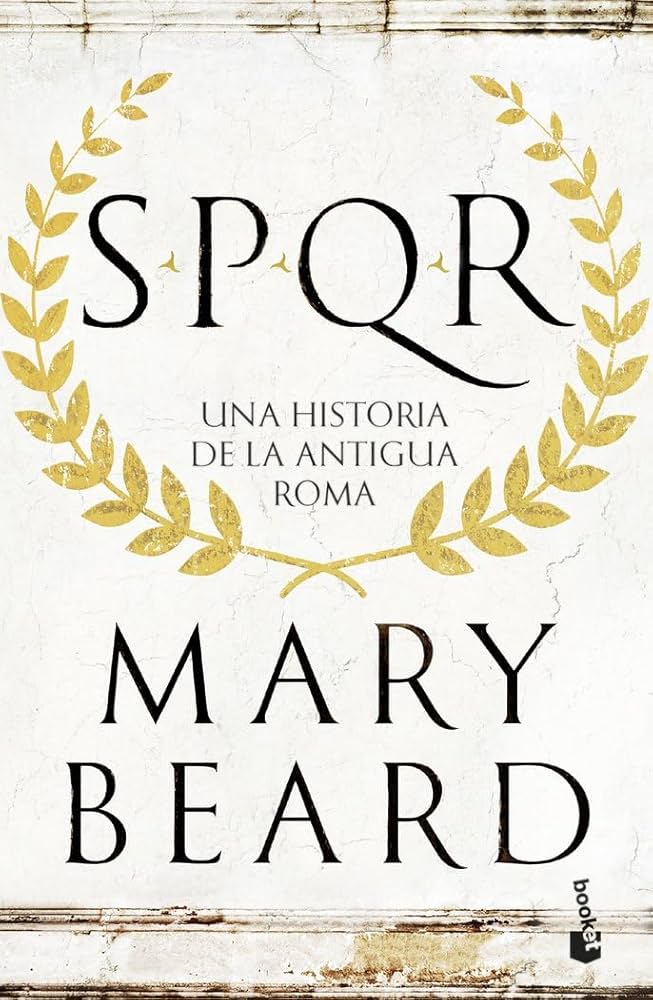 S·P·Q·R
UNA HISTORIA
DE LA ANTIGUA
ROMA
MARY
BEARD
booket